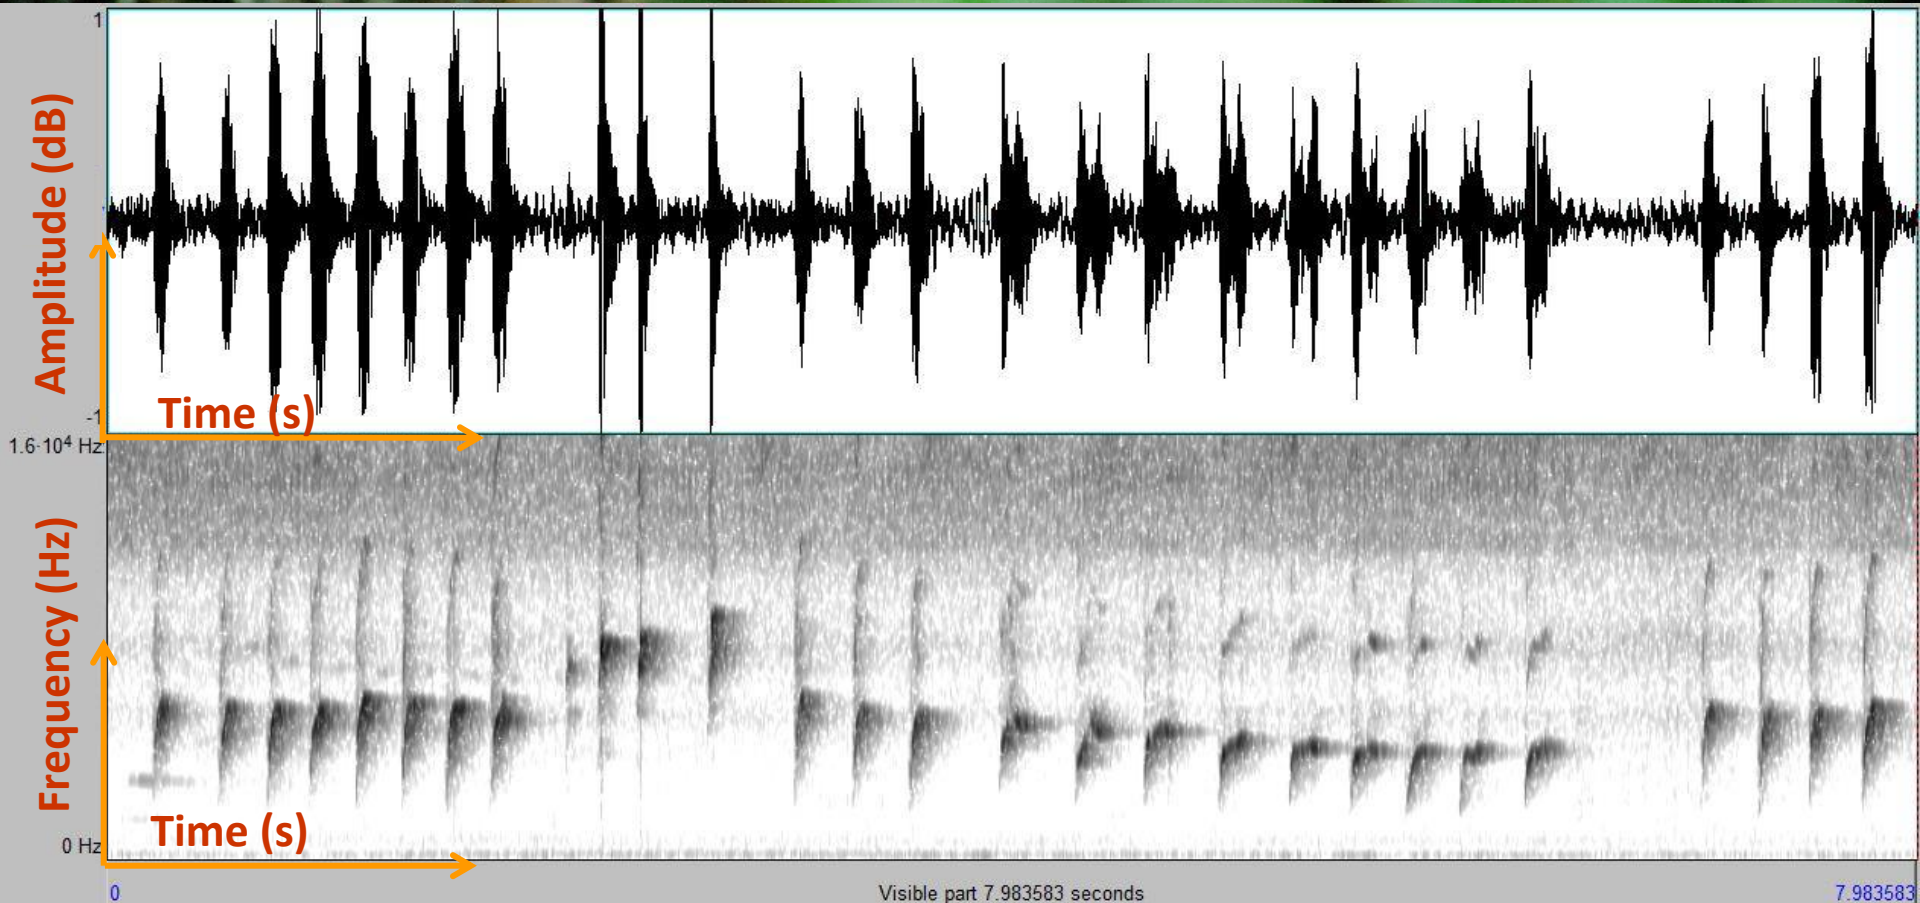 1
Amplitude (dB)
-1
Time (s)
1.6·10⁴ Hz
Frequency (Hz)
Time (s)
0 Hz
0
Visible part 7.983583 seconds
7.983583